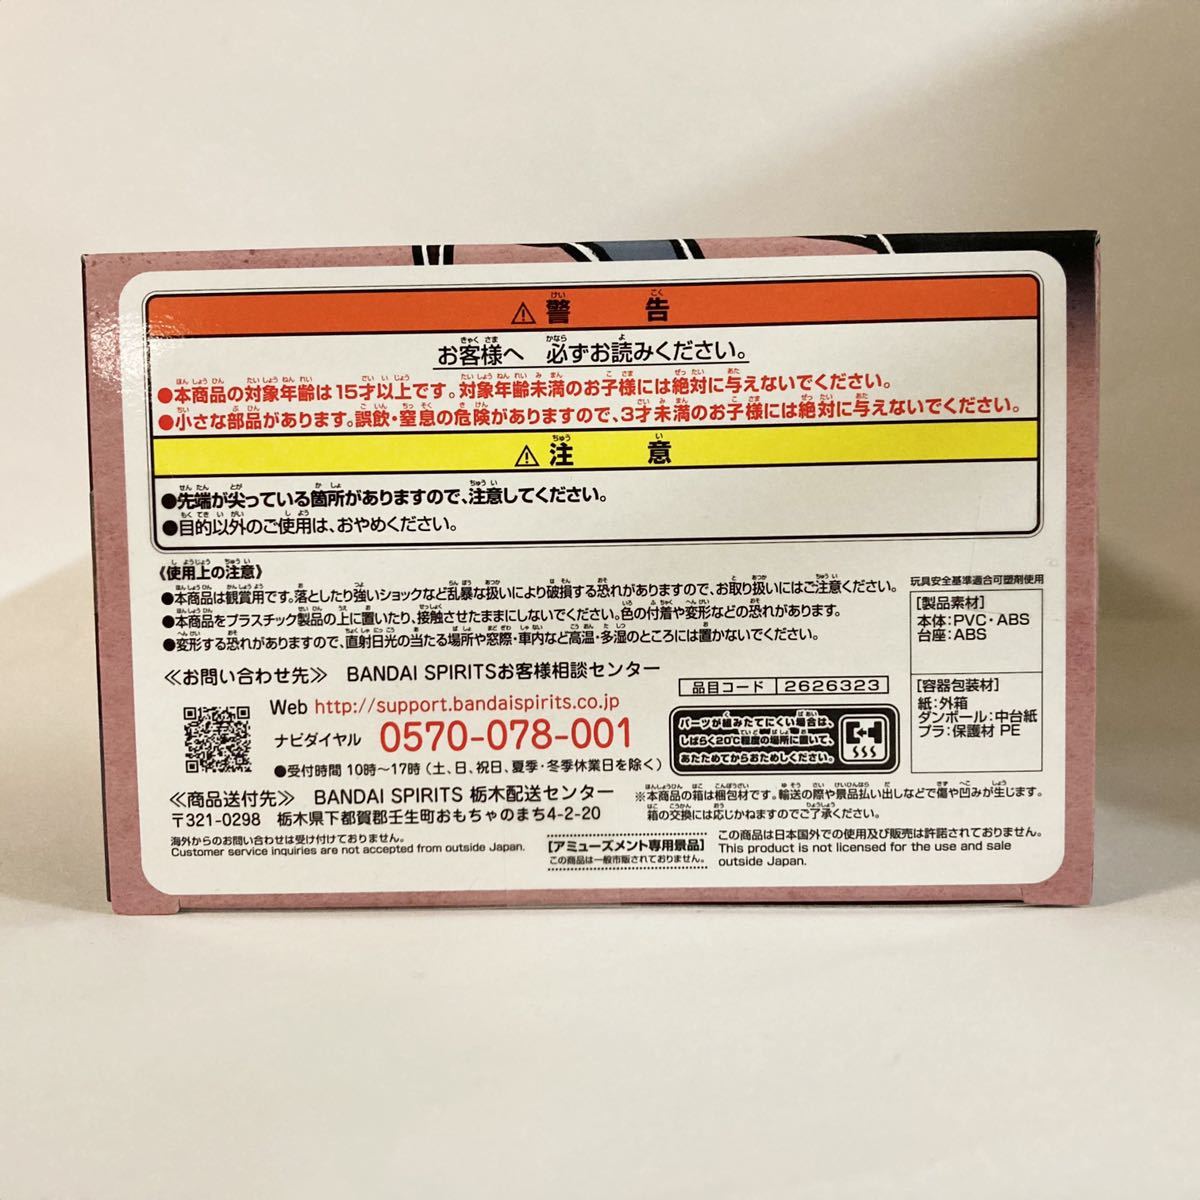 ⚠警告
お客様へ 必ずお読みください。
●本商品の対象年齢は15才以上です。対象年齢未満のお子様には絶対に与えないでください。
●小さな部品があります。誤飲・窒息の危険がありますので、3才未満のお子様には絶対に与えないでください。
⚠注意
●先端が尖っている箇所がありますので、注意してください。
●目的以外のご使用は、おやめください。
《使用上の注意》
●本商品は観賞用です。落としたり強いショックなど乱暴な扱いにより破損する恐れがありますので、お取り扱いにはご注意ください。
●本商品をプラスチック製品の上に置いたり、接触させたままにしないでください。色の付着や変形などの恐れがあります。
●変形する恐れがありますので、直射日光の当たる場所や窓際・車内など高温・多湿のところには置かないでください。
玩具安全基準適合可塑剤使用
[製品素材]
本体:PVC・ABS
台座:ABS
[容器包装材]
紙:外箱
ダンボール:中台紙
プラ:保護材 PE
≪お問い合わせ先≫ BANDAI SPIRITSお客様相談センター
Web http://support.bandaispirits.co.jp
ナビダイヤル 0570-078-001
●受付時間 10時～17時(土、日、祝日、夏季・冬季休業日を除く)
品目コード 2626323
パーツが組みたてにくい場合は、
しばらく20℃程度の場所に置いて、
あたためてからおためしください。
≪商品送付先≫ BANDAI SPIRITS 栃木配送センター
〒321-0298 栃木県下都賀郡壬生町おもちゃのまち4-2-20
※本商品の箱は梱包材です。輸送の際や景品払い出しなどで傷や凹みが生じます。
箱の交換には応じかねますのでご了承ください。
海外からのお問い合わせは受け付けておりません。
Customer service inquiries are not accepted from outside Japan.
[アミューズメント専用景品]
この商品は一般市販されておりません。
この商品は日本国外での使用及び販売は許諾されておりません。
This product is not licensed for the use and sale
outside Japan.